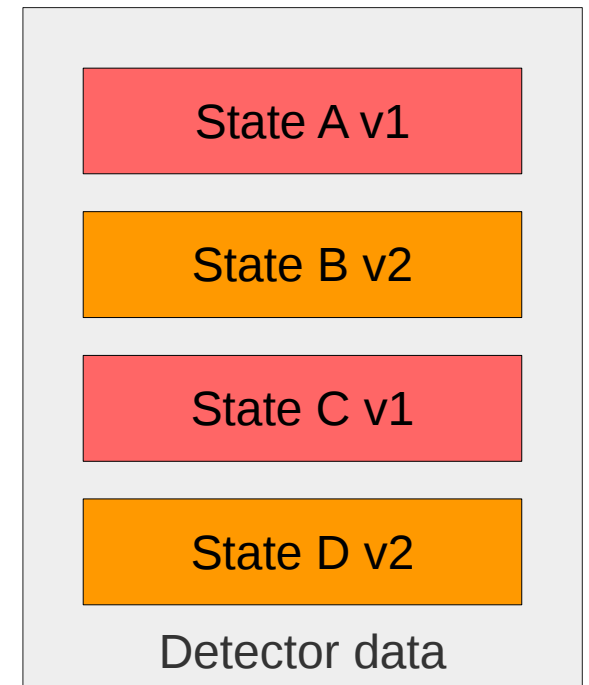 State A v1
State B v2
State C v1
State D v2
Detector data